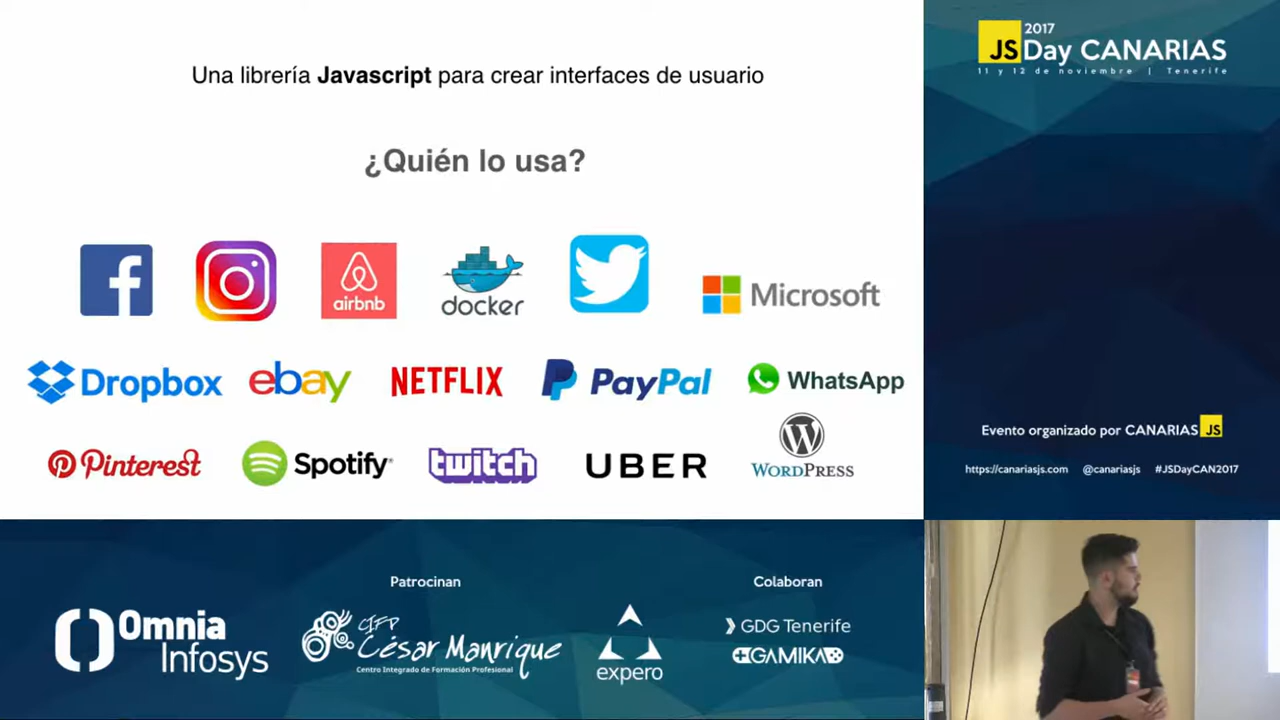 Una librería Javascript para crear interfaces de usuario
¿Quién lo usa?
airbnb
docker
Microsoft
Dropbox
ebay
NETFLIX
PayPal
WhatsApp
Pinterest
Spotify
twitch
UBER
WORDPRESS
2017
JS Day CANARIAS
11 y 12 de noviembre | Tenerife
Evento organizado por CANARIAS JS
https://canariasjs.com @canariasjs #JSDayCAN2017
Patrocinan
Omnia
Infosys
CIFP
César Manrique
Centro Integrado de Formación Profesional
expero
Colaboran
GDG Tenerife
GAMIKA